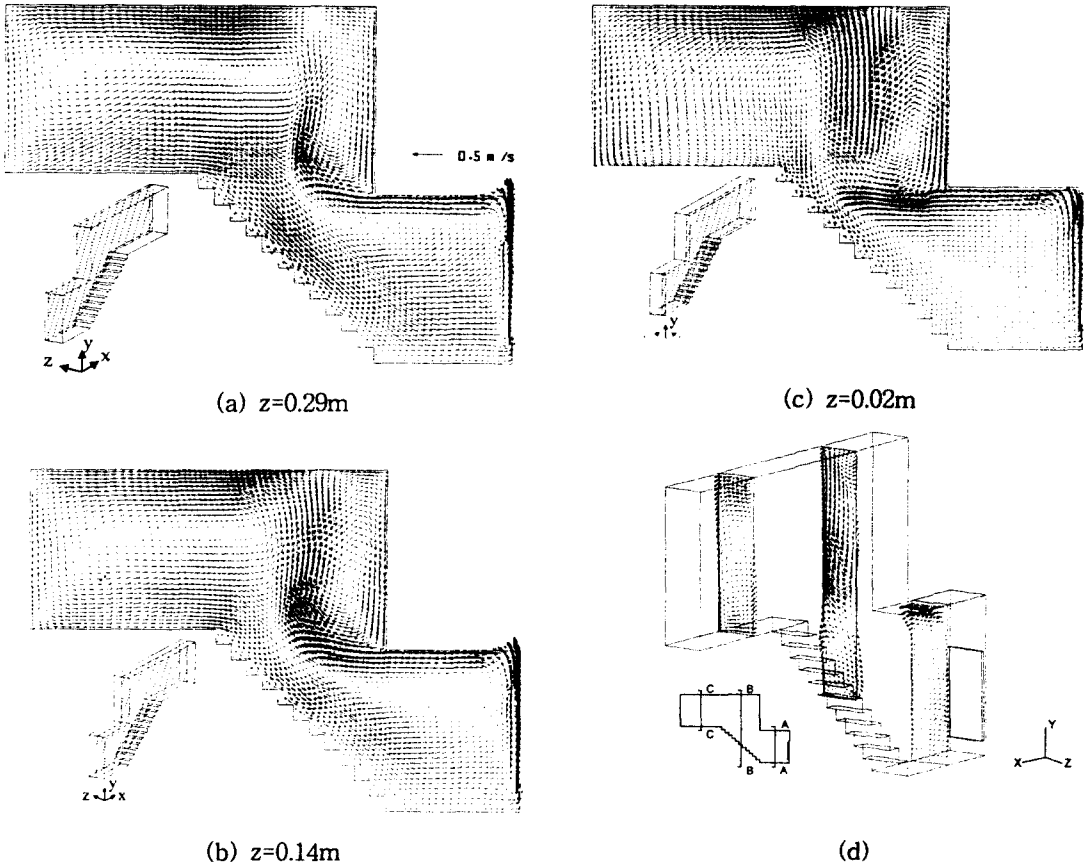 0.5 m/s
y
z x
(a) z=0.29m
y
(c) z=0.02m
y
z x
(b) z=0.14m
C B
A
C
B A
Y
X Z
(d)